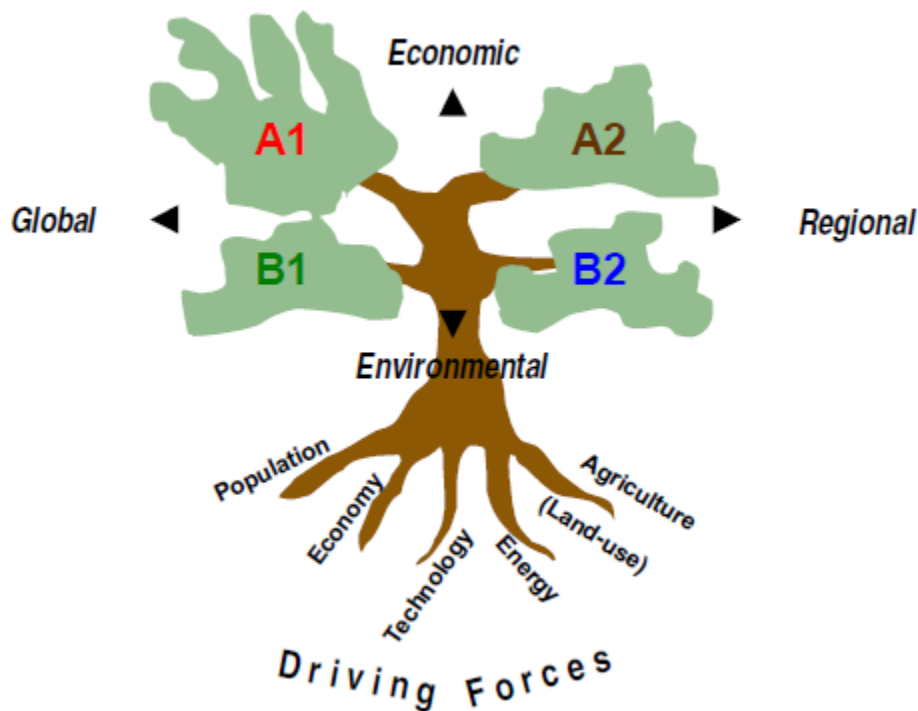 Economic
A1
A2
Global
Regional
B1
B2
Environmental
Population
Economy
Technology
Energy
Agriculture
(Land-use)
Driving Forces